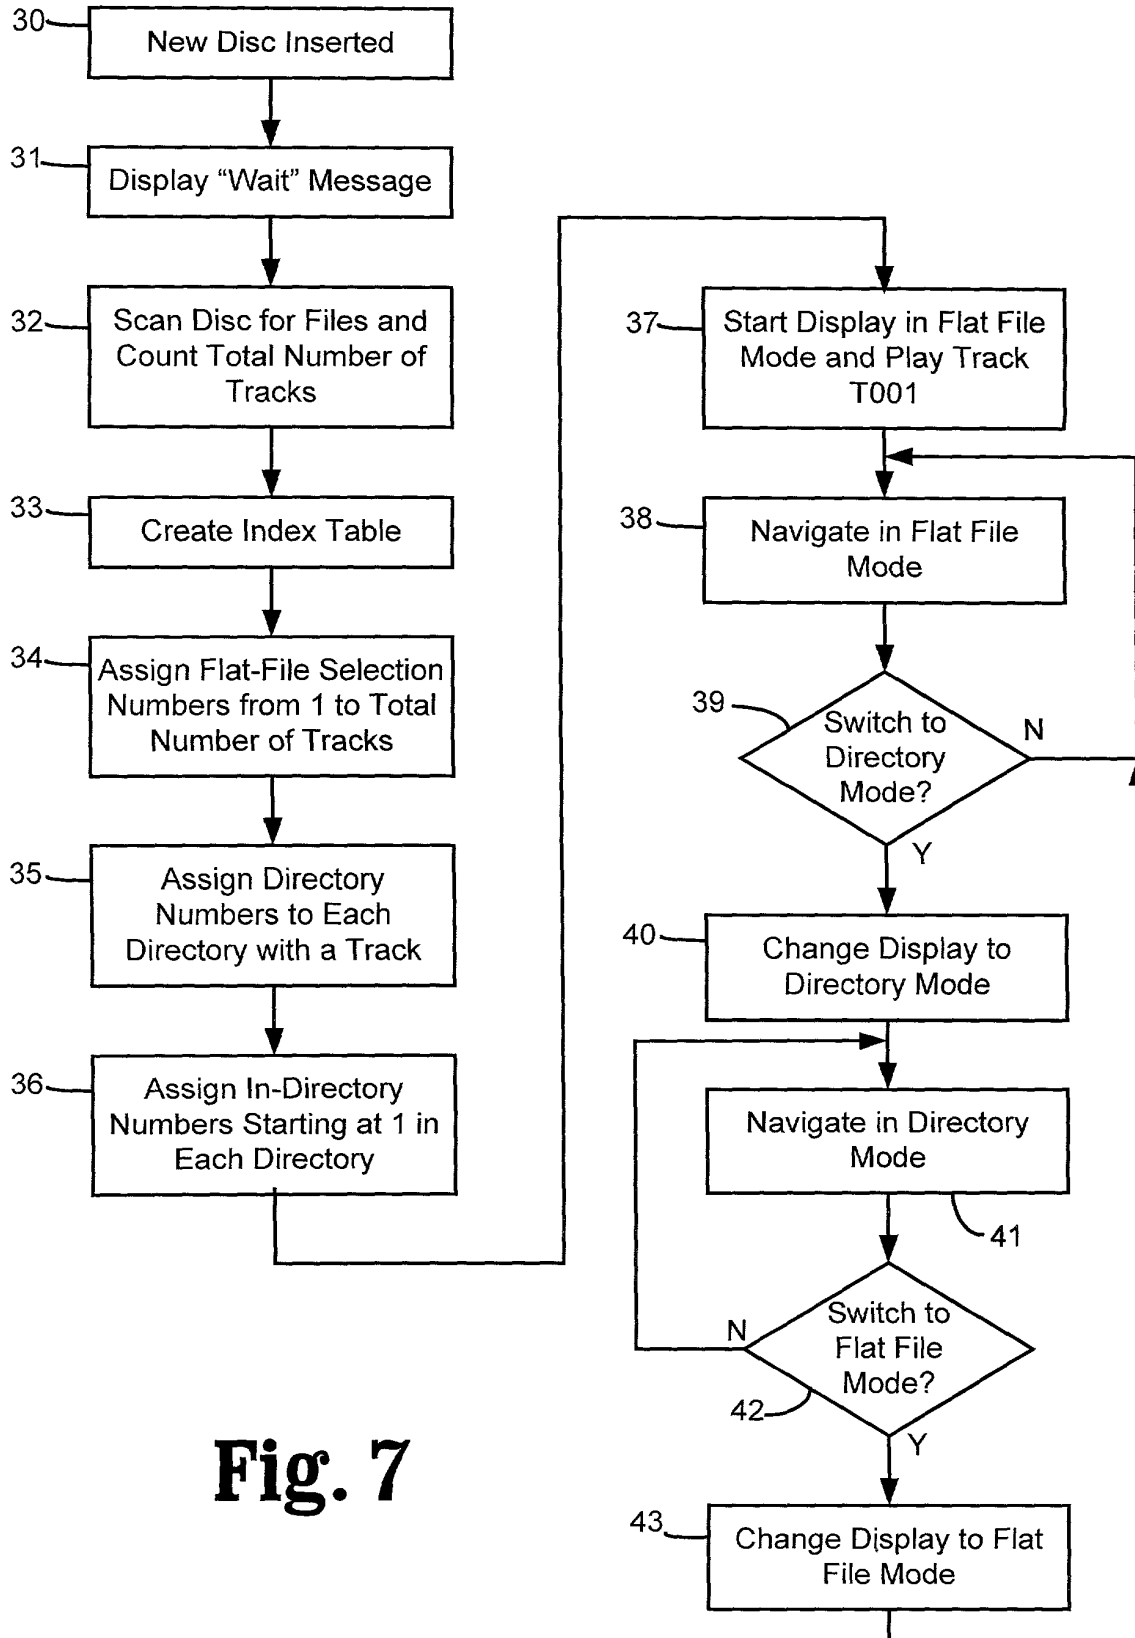 30
New Disc Inserted
31
Display “Wait” Message
32
Scan Disc for Files and
Count Total Number of
Tracks
33
Create Index Table
34
Assign Flat-File Selection
Numbers from 1 to Total
Number of Tracks
35
Assign Directory
Numbers to Each
Directory with a Track
36
Assign In-Directory
Numbers Starting at 1 in
Each Directory
37
Start Display in Flat File
Mode and Play Track
T001
38
Navigate in Flat File
Mode
39
Switch to
Directory
Mode?
N
Y
40
Change Display to
Directory Mode
Navigate in Directory
Mode
41
Switch to
Flat File
Mode?
N
42
Y
43
Change Display to Flat
File Mode
Fig. 7